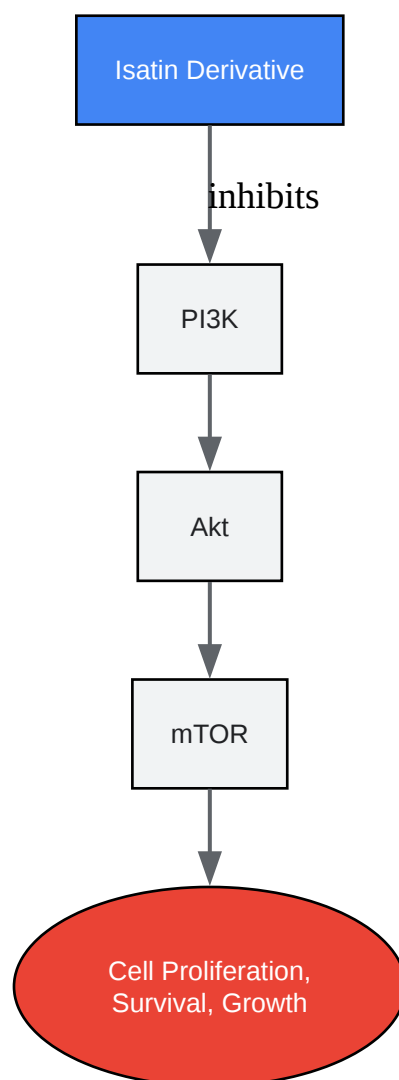 Isatin Derivative
inhibits
PI3K
Akt
mTOR
Cell Proliferation,
Survival, Growth